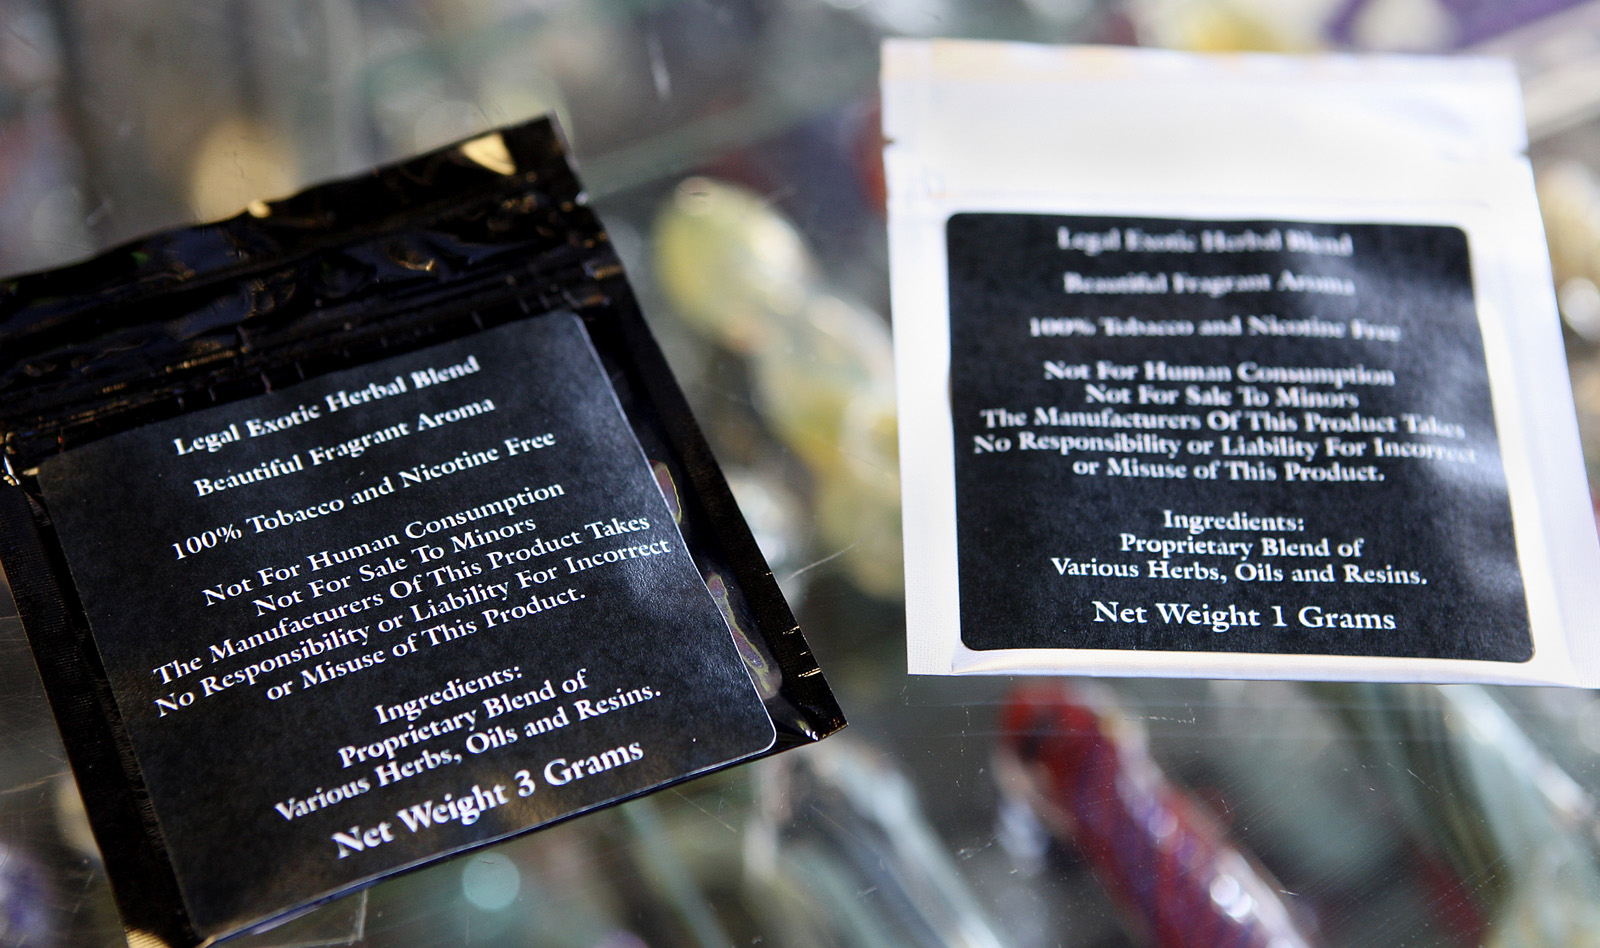 Legal Exotic Herbal Blend
Beautiful Fragrant Aroma
100% Tobacco and Nicotine Free
Not For Human Consumption
Not For Sale To Minors
The Manufacturers Of This Product Takes
No Responsibility or Liability For Incorrect
or Misuse of This Product.
Ingredients:
Proprietary Blend of
Various Herbs, Oils and Resins.
Net Weight 3 Grams
Legal Exotic Herbal Blend
Beautiful Fragrant Aroma
100% Tobacco and Nicotine Free
Not For Human Consumption
Not For Sale To Minors
The Manufacturers Of This Product Takes
No Responsibility or Liability For Incorrect
or Misuse of This Product.
Ingredients:
Proprietary Blend of
Various Herbs, Oils and Resins.
Net Weight 1 Grams